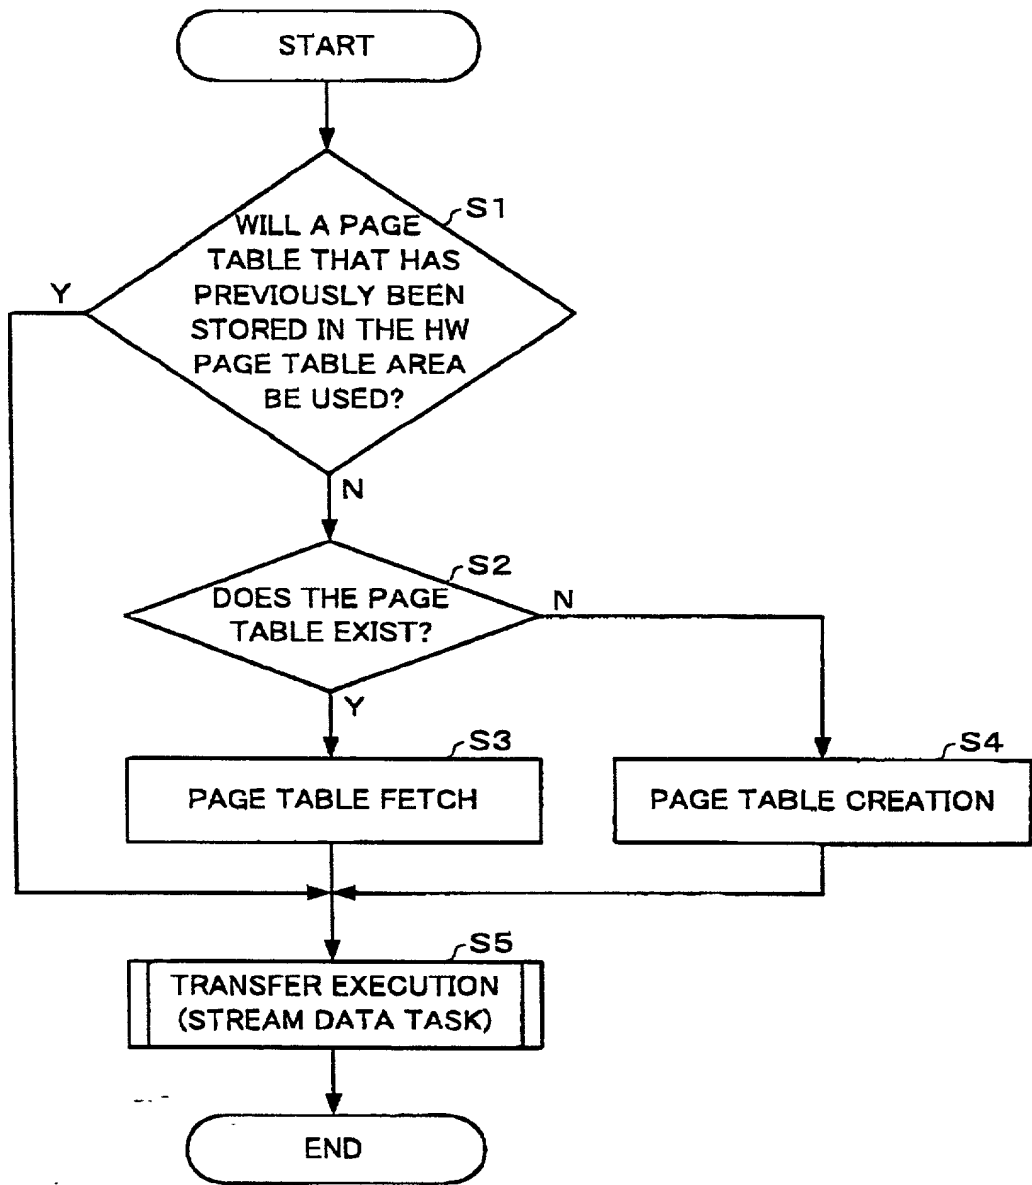 START
S1
WILL A PAGE
TABLE THAT HAS
PREVIOUSLY BEEN
STORED IN THE HW
PAGE TABLE AREA
BE USED?
Y
N
S2
DOES THE PAGE
TABLE EXIST?
N
Y
S3
PAGE TABLE FETCH
S4
PAGE TABLE CREATION
S5
TRANSFER EXECUTION
(STREAM DATA TASK)
END